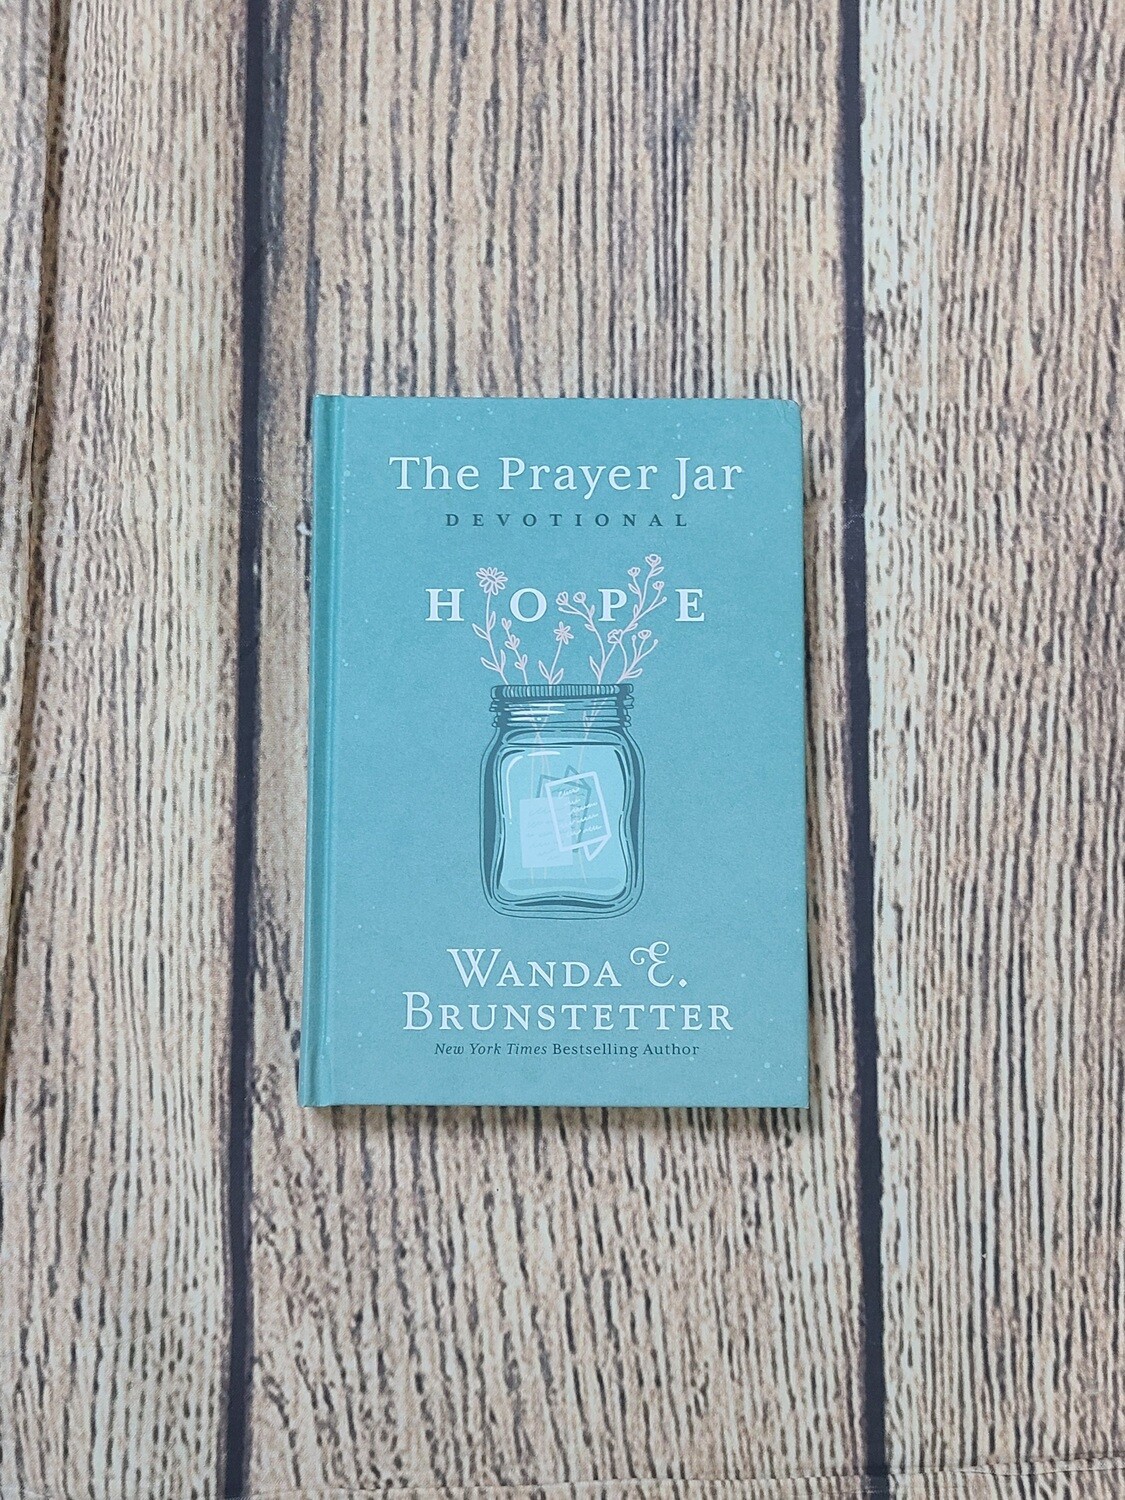 The Prayer Jar
DEVOTIONAL
HOPE
WANDA E.
BRUNSTETTER
New York Times Bestselling Author